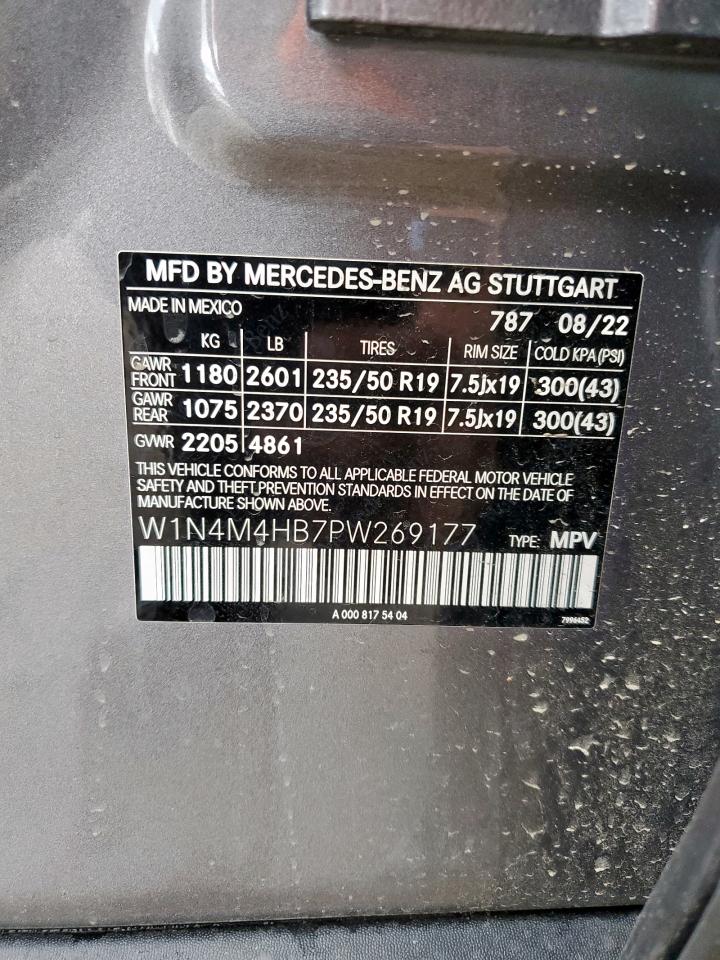 MFD BY MERCEDES-BENZ AG STUTTGART
MADE IN MEXICO 787 08/22
KG LB TIRES RIM SIZE COLD KPA (PSI)
GAWR FRONT 1180 2601 235/50 R19 7.5Jx19 300(43)
GAWR REAR 1075 2370 235/50 R19 7.5Jx19 300(43)
GVWR 2205 4861
THIS VEHICLE CONFORMS TO ALL APPLICABLE FEDERAL MOTOR VEHICLE
SAFETY AND THEFT PREVENTION STANDARDS IN EFFECT ON THE DATE OF
MANUFACTURE SHOWN ABOVE.
W1N4M4HB7PW269177 TYPE: MPV
A 000 817 54 04 7996452